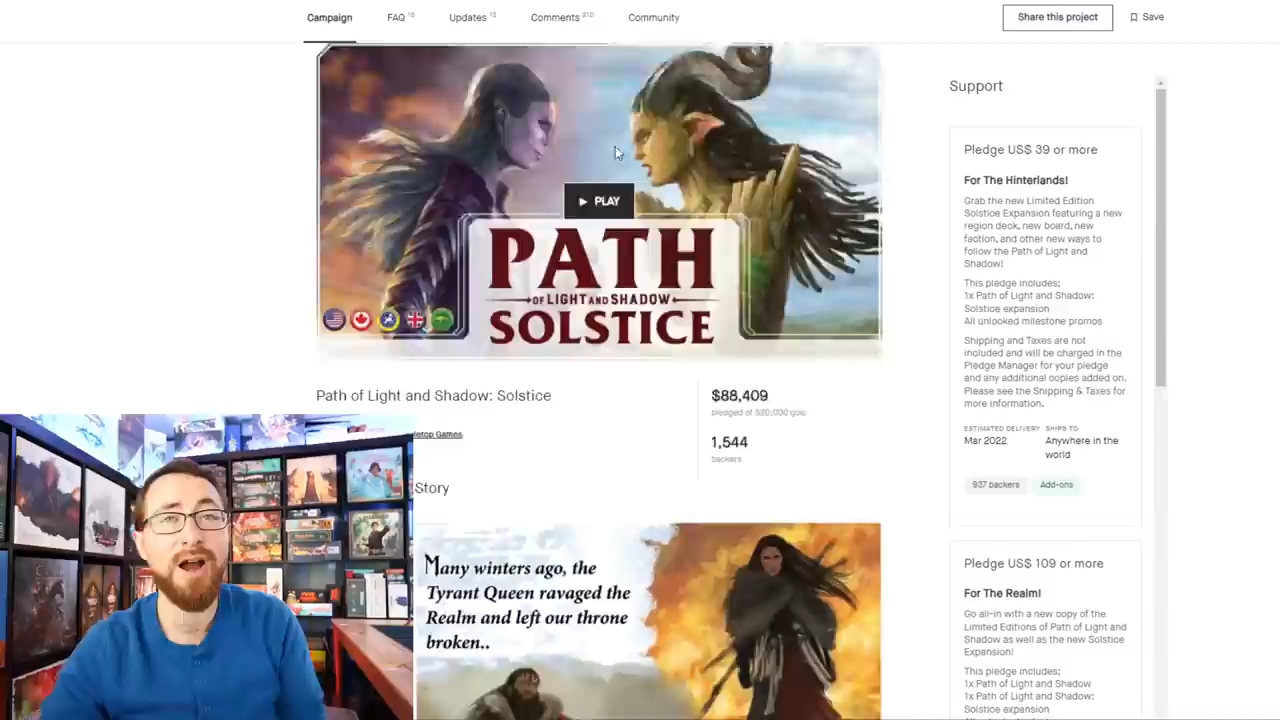 Campaign
FAQ 15
Updates 13
Comments 210
Community
Share this project
Save
PLAY
PATH
OF LIGHT AND SHADOW
SOLSTICE
Path of Light and Shadow: Solstice
$88,409
pledged of
1,544
backers
Games
Story
Many winters ago, the
Tyrant Queen ravaged the
Realm and left our throne
broken..
Support
Pledge US$ 39 or more
For The Hinterlands!
Grab the new Limited Edition
Solstice Expansion featuring a new
region deck, new board, new
faction, and other new ways to
follow the Path of Light and
Shadow!
This pledge includes;
1x Path of Light and Shadow:
Solstice expansion
All unlooked milestone promos
Shipping and Taxes are not
included and will be charged in the
Pledge Manager for your pledge
and any additional copies added on.
Please see the Shipping & Taxes for
more information.
ESTIMATED DELIVERY
Mar 2022
SHIPS TO
Anywhere in the
world
937 backers
Add-ons
Pledge US$ 109 or more
For The Realm!
Go all-in with a new copy of the
Limited Editions of Path of Light and
Shadow as well as the new Solstice
Expansion!
This pledge includes;
1x Path of Light and Shadow
1x Path of Light and Shadow:
Solstice expansion